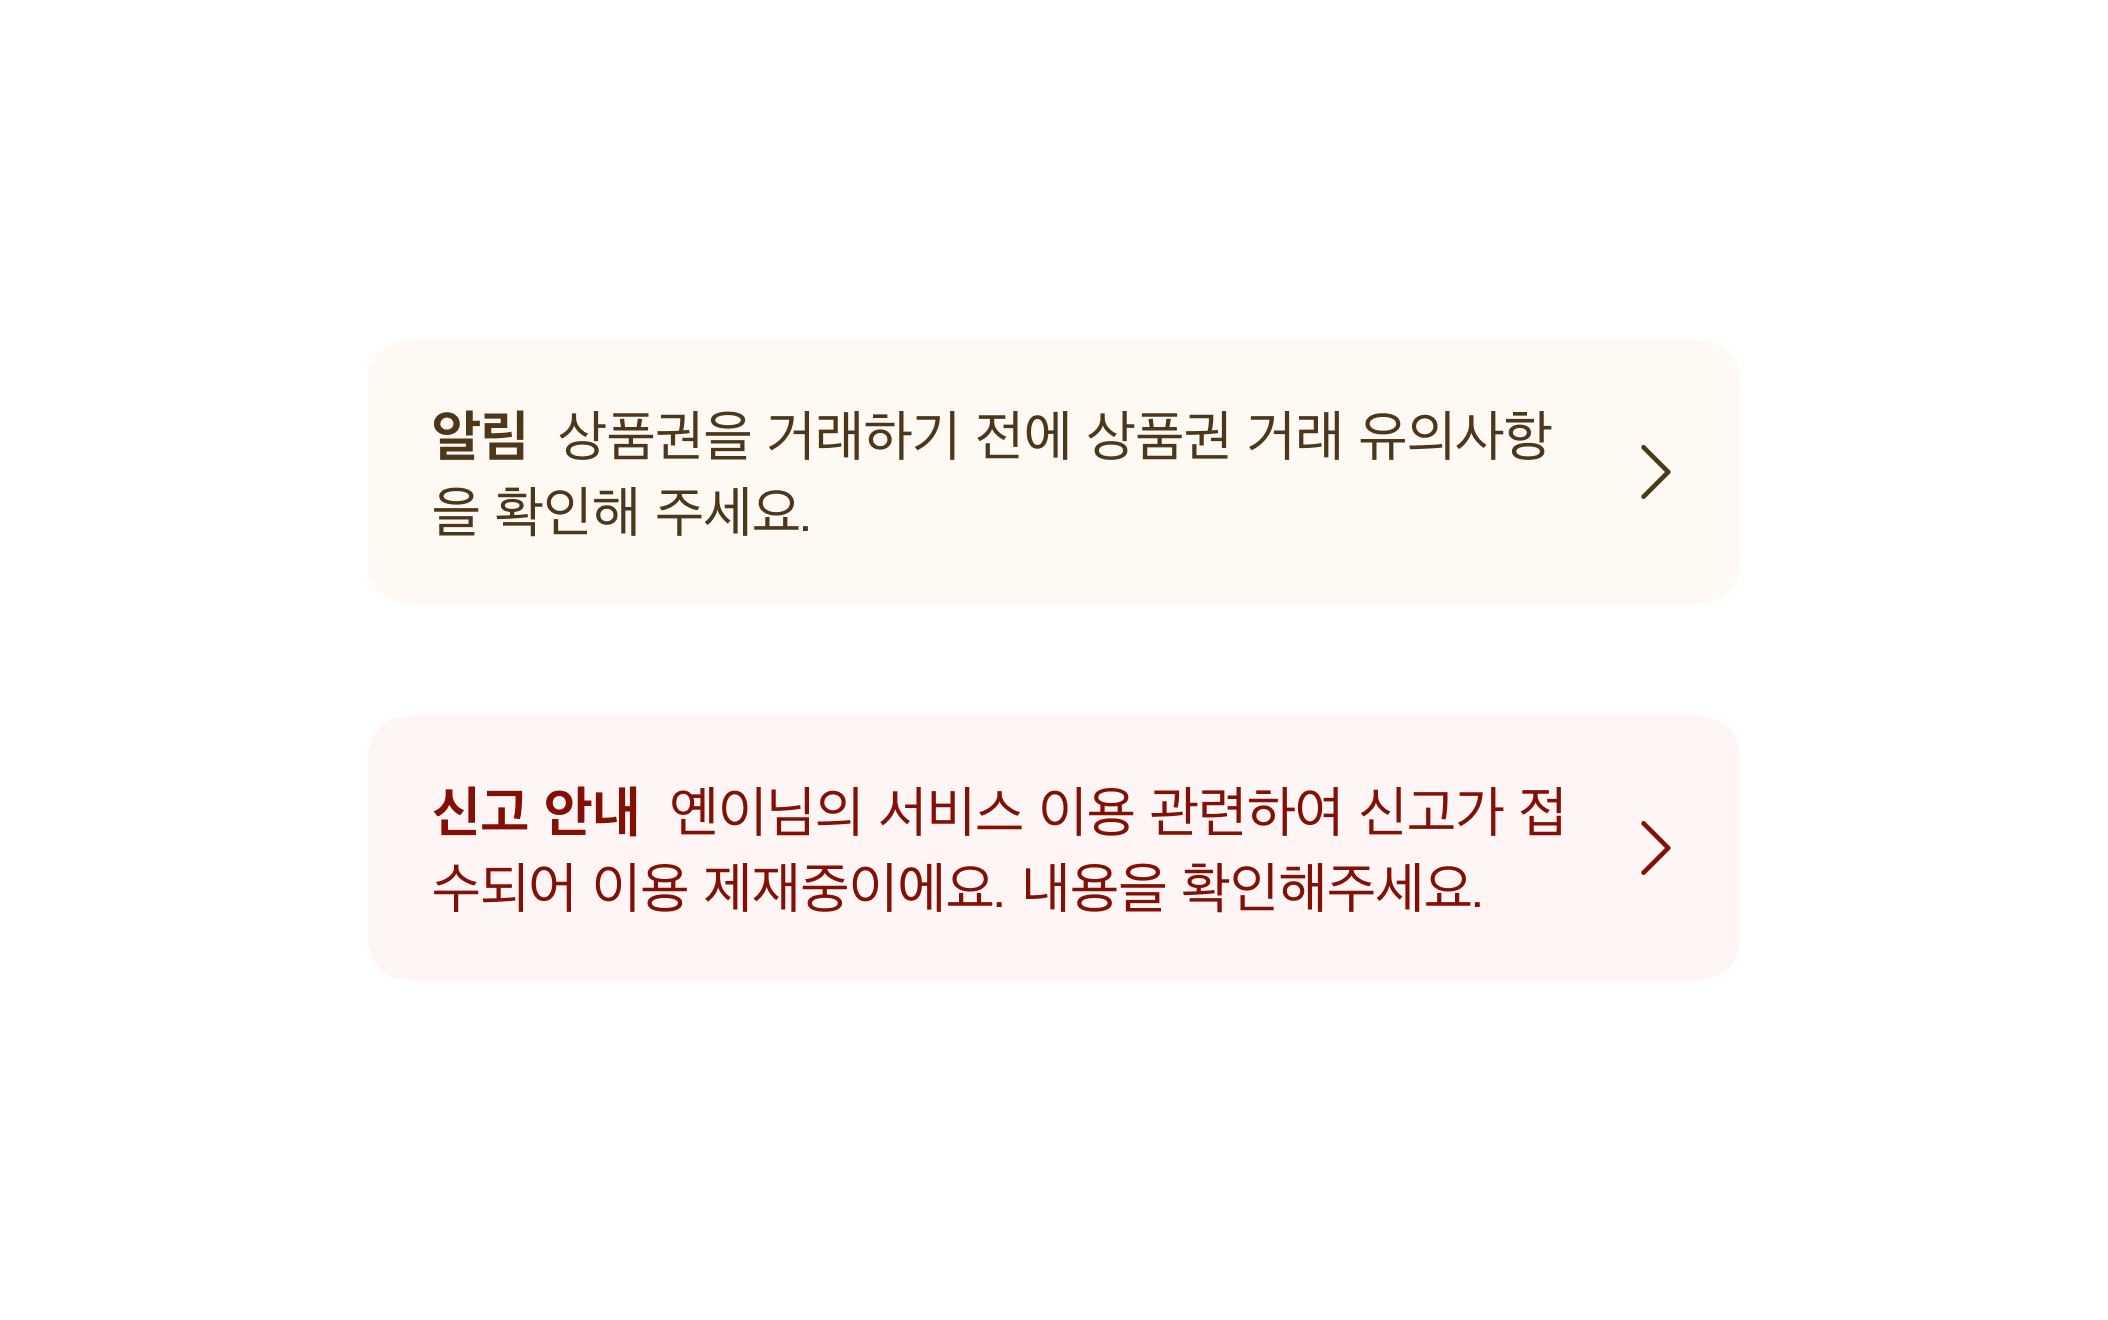 알림 상품권을 거래하기 전에 상품권 거래 유의사항
을 확인해 주세요.
신고 안내 옌이님의 서비스 이용 관련하여 신고가 접
수되어 이용 제재중이에요. 내용을 확인해주세요.